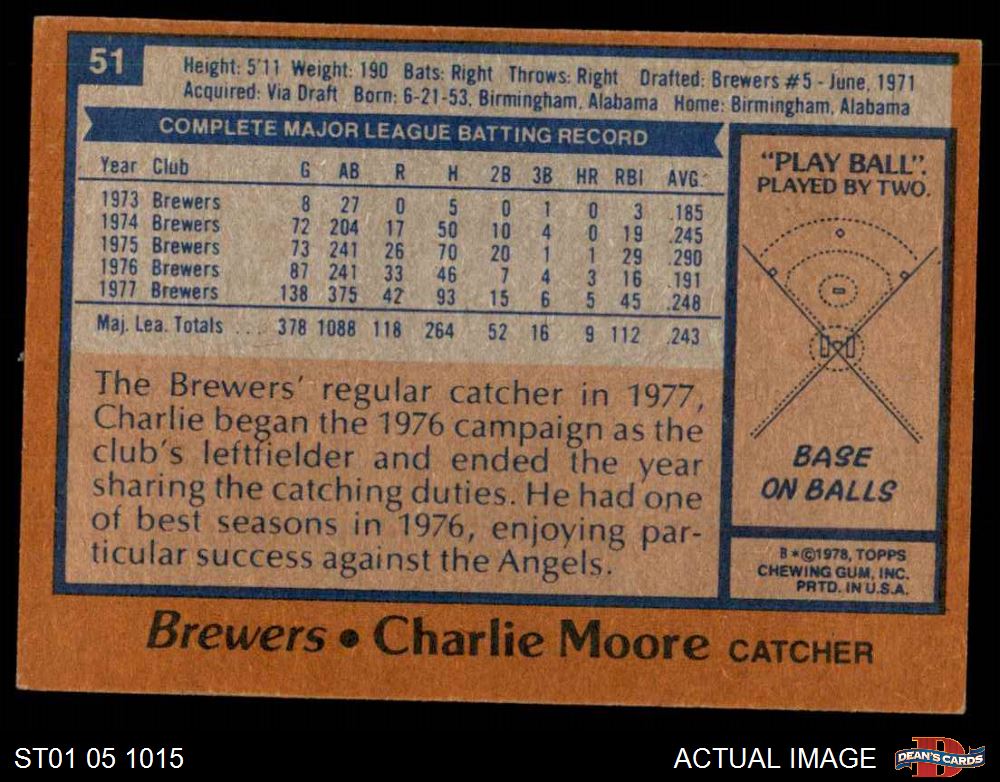 51
Height: 5'11 Weight: 190 Bats: Right Throws: Right Drafted: Brewers #5 - June, 1971
Acquired: Via Draft Born: 6-21-53, Birmingham, Alabama Home: Birmingham, Alabama
COMPLETE MAJOR LEAGUE BATTING RECORD
Year Club G AB R H 2B 3B HR RBI AVG.
1973 Brewers 8 27 0 5 0 1 0 3 .185
1974 Brewers 72 204 17 50 10 4 0 19 .245
1975 Brewers 73 241 26 70 20 1 1 29 .290
1976 Brewers 87 241 33 46 7 4 3 16 .191
1977 Brewers 138 375 42 93 15 6 5 45 .248
Maj. Lea. Totals ... 378 1088 118 264 52 16 9 112 .243
The Brewers' regular catcher in 1977,
Charlie began the 1976 campaign as the
club's leftfielder and ended the year
sharing the catching duties. He had one
of best seasons in 1976, enjoying par-
ticular success against the Angels.
"PLAY BALL".
PLAYED BY TWO.
BASE
ON BALLS
B*©1978, TOPPS
CHEWING GUM, INC.
PRTD. IN U.S.A.
Brewers • Charlie Moore CATCHER
ST01 05 1015
ACTUAL IMAGE
D
DEAN'S CARDS